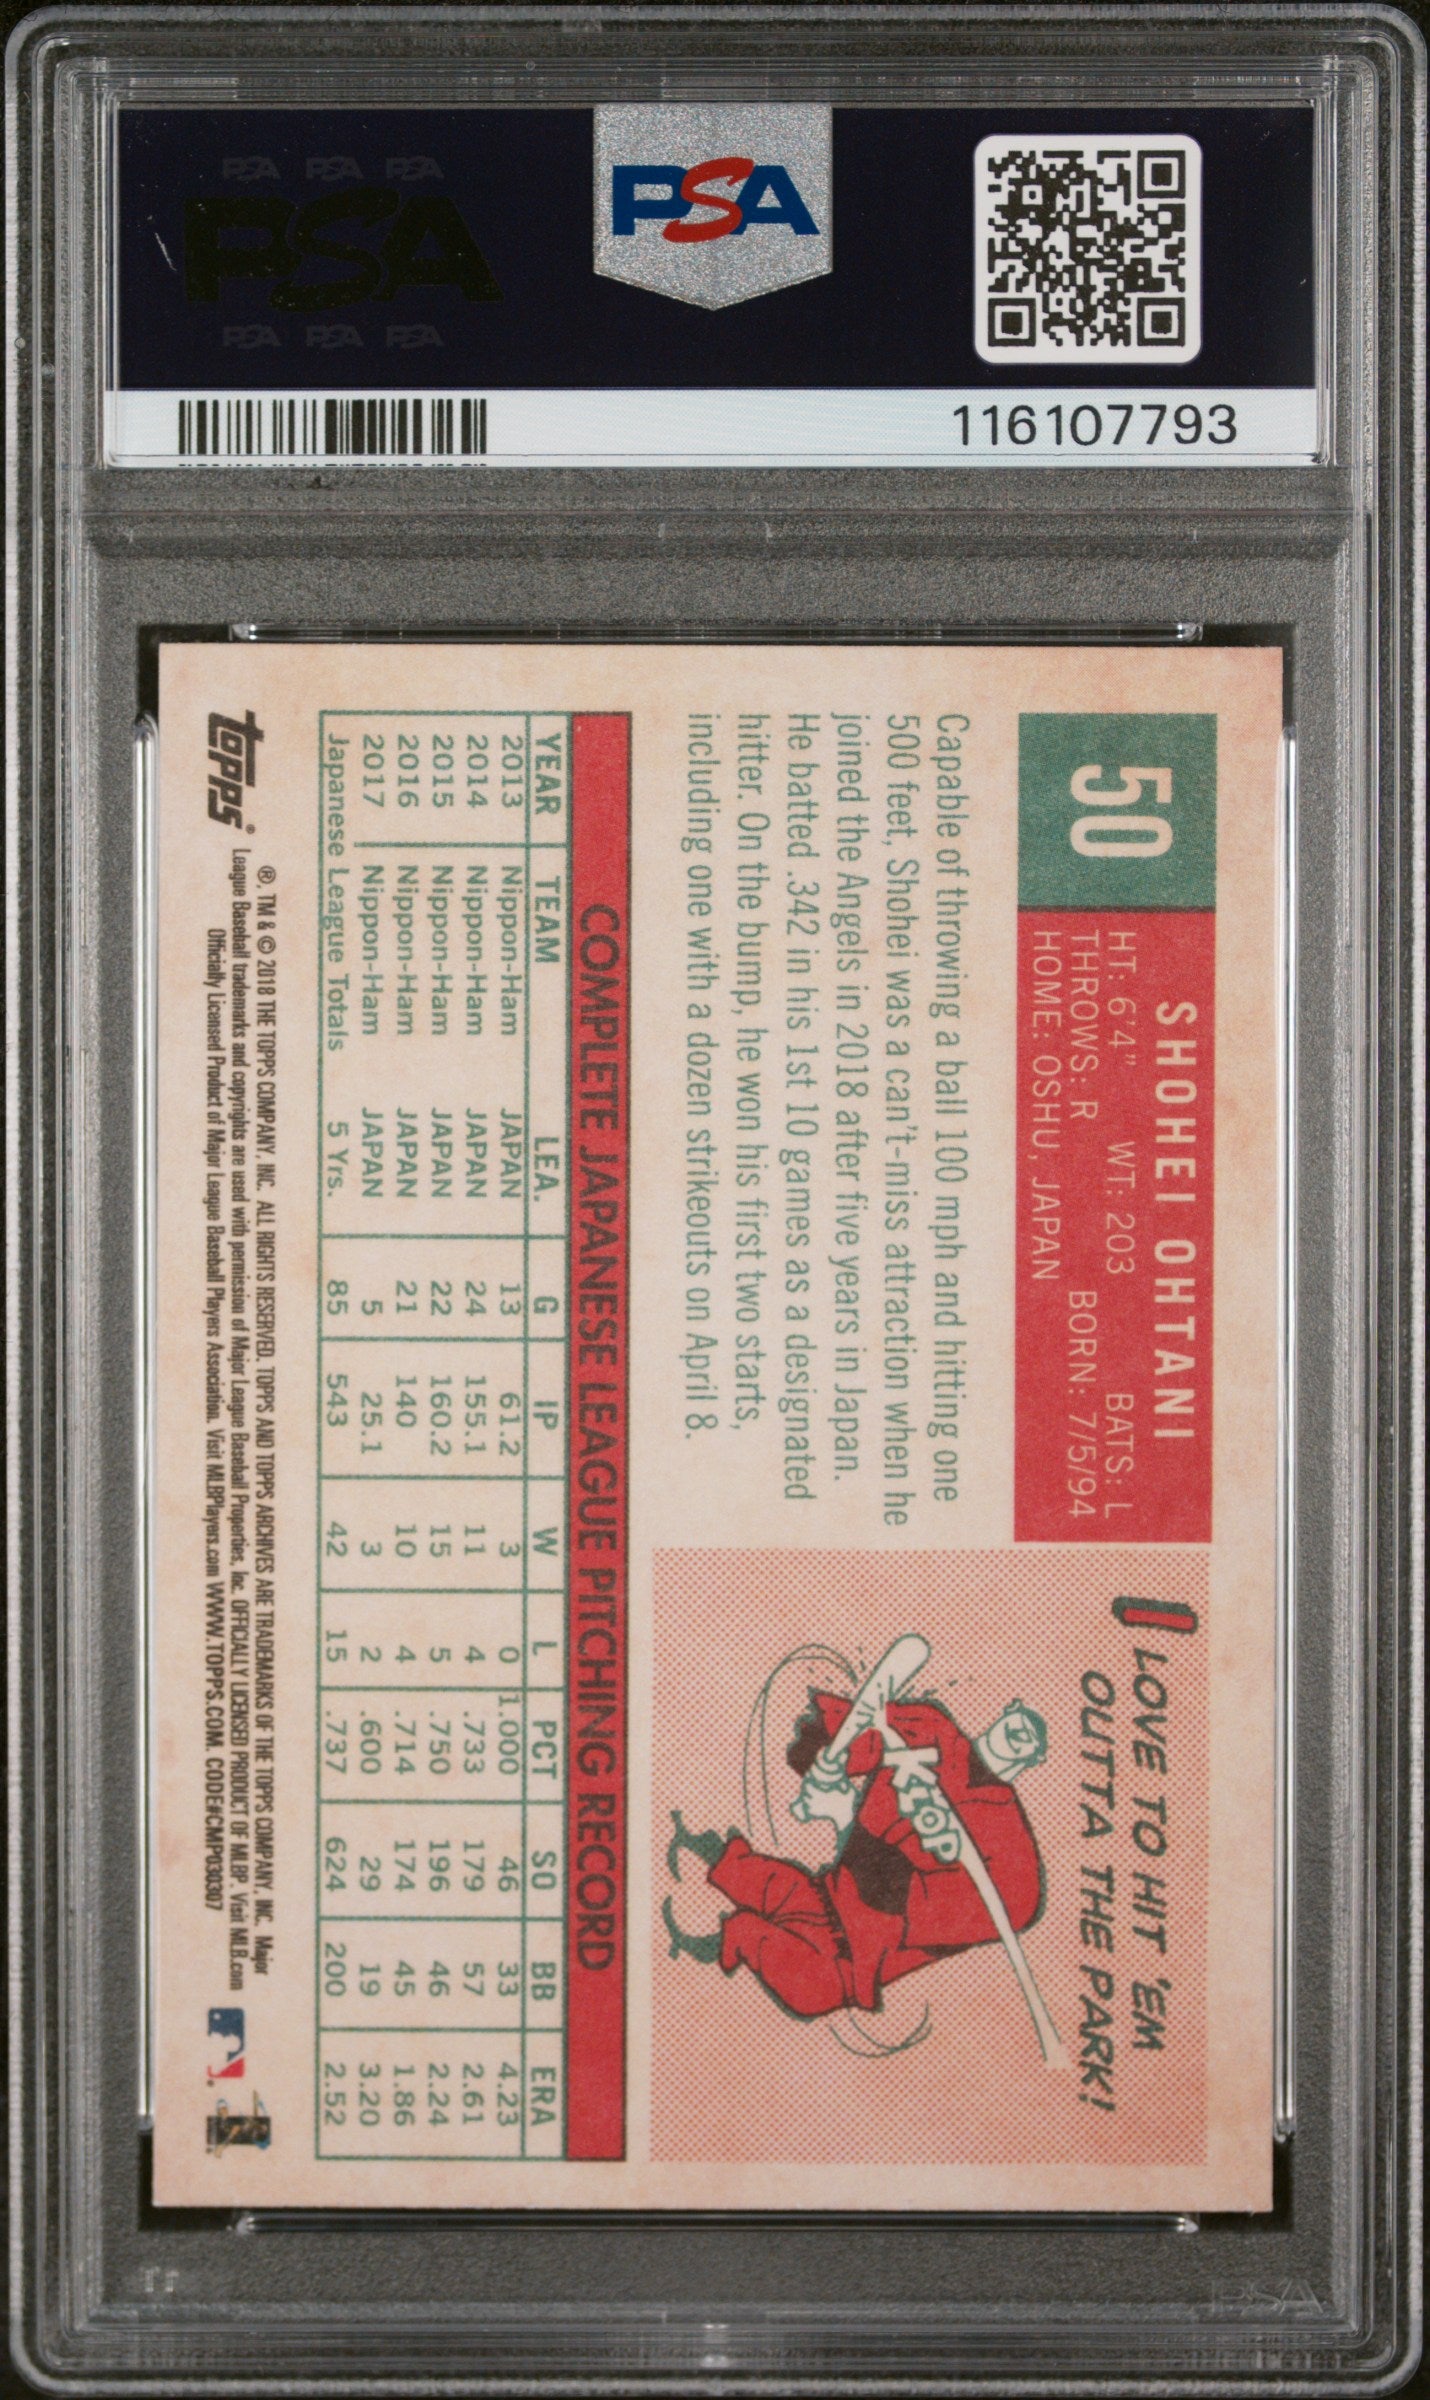 PSA PSA PSA
PSA
PSA PSA PSA
PSA
116107793
50
SHOHEI OHTANI
HT: 6'4" WT: 203 BATS: L
THROWS: R BORN: 7/5/94
HOME: OSHU, JAPAN
Capable of throwing a ball 100 mph and hitting one
500 feet, Shohei was a can't-miss attraction when he
joined the Angels in 2018 after five years in Japan.
He batted .342 in his 1st 10 games as a designated
hitter. On the bump, he won his first two starts,
including one with a dozen strikeouts on April 8.
I LOVE TO HIT 'EM
OUTTA THE PARK!
KLOP
COMPLETE JAPANESE LEAGUE PITCHING RECORD
YEAR TEAM LEA. G IP W L PCT SO BB ERA
2013 Nippon-Ham JAPAN 13 61.2 3 0 1.000 46 33 4.23
2014 Nippon-Ham JAPAN 24 155.1 11 4 .733 179 57 2.61
2015 Nippon-Ham JAPAN 22 160.2 15 5 .750 196 46 2.24
2016 Nippon-Ham JAPAN 21 140 10 4 .714 174 45 1.86
2017 Nippon-Ham JAPAN 5 25.1 3 2 .600 29 19 3.20
Japanese League Totals 5 Yrs. 85 543 42 15 .737 624 200 2.52
topps®
®, TM & © 2018 THE TOPPS COMPANY, INC. ALL RIGHTS RESERVED. TOPPS AND TOPPS ARCHIVES ARE TRADEMARKS OF THE TOPPS COMPANY, INC. Major
League Baseball trademarks and copyrights are used with permission of Major League Baseball Properties, Inc. OFFICIALLY LICENSED PRODUCT OF MLBP. Visit MLB.com
Officially Licensed Product of Major League Baseball Players Association. Visit MLBPlayers.com WWW.TOPPS.COM. CODE#CMP030307
PSA